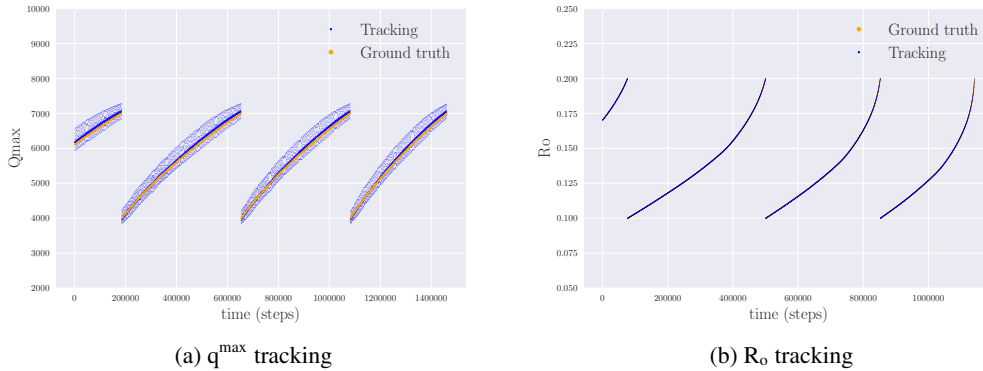 10000
9000
8000
7000
6000
5000
4000
3000
2000
Qmax
Tracking
Ground truth
0 200000 400000 600000 800000 1000000 1200000 1400000
time (steps)
(a) q^max tracking
0.250
0.225
0.200
0.175
0.150
0.125
0.100
0.075
0.050
Ro
Ground truth
Tracking
0 200000 400000 600000 800000 1000000
time (steps)
(b) Rₒ tracking